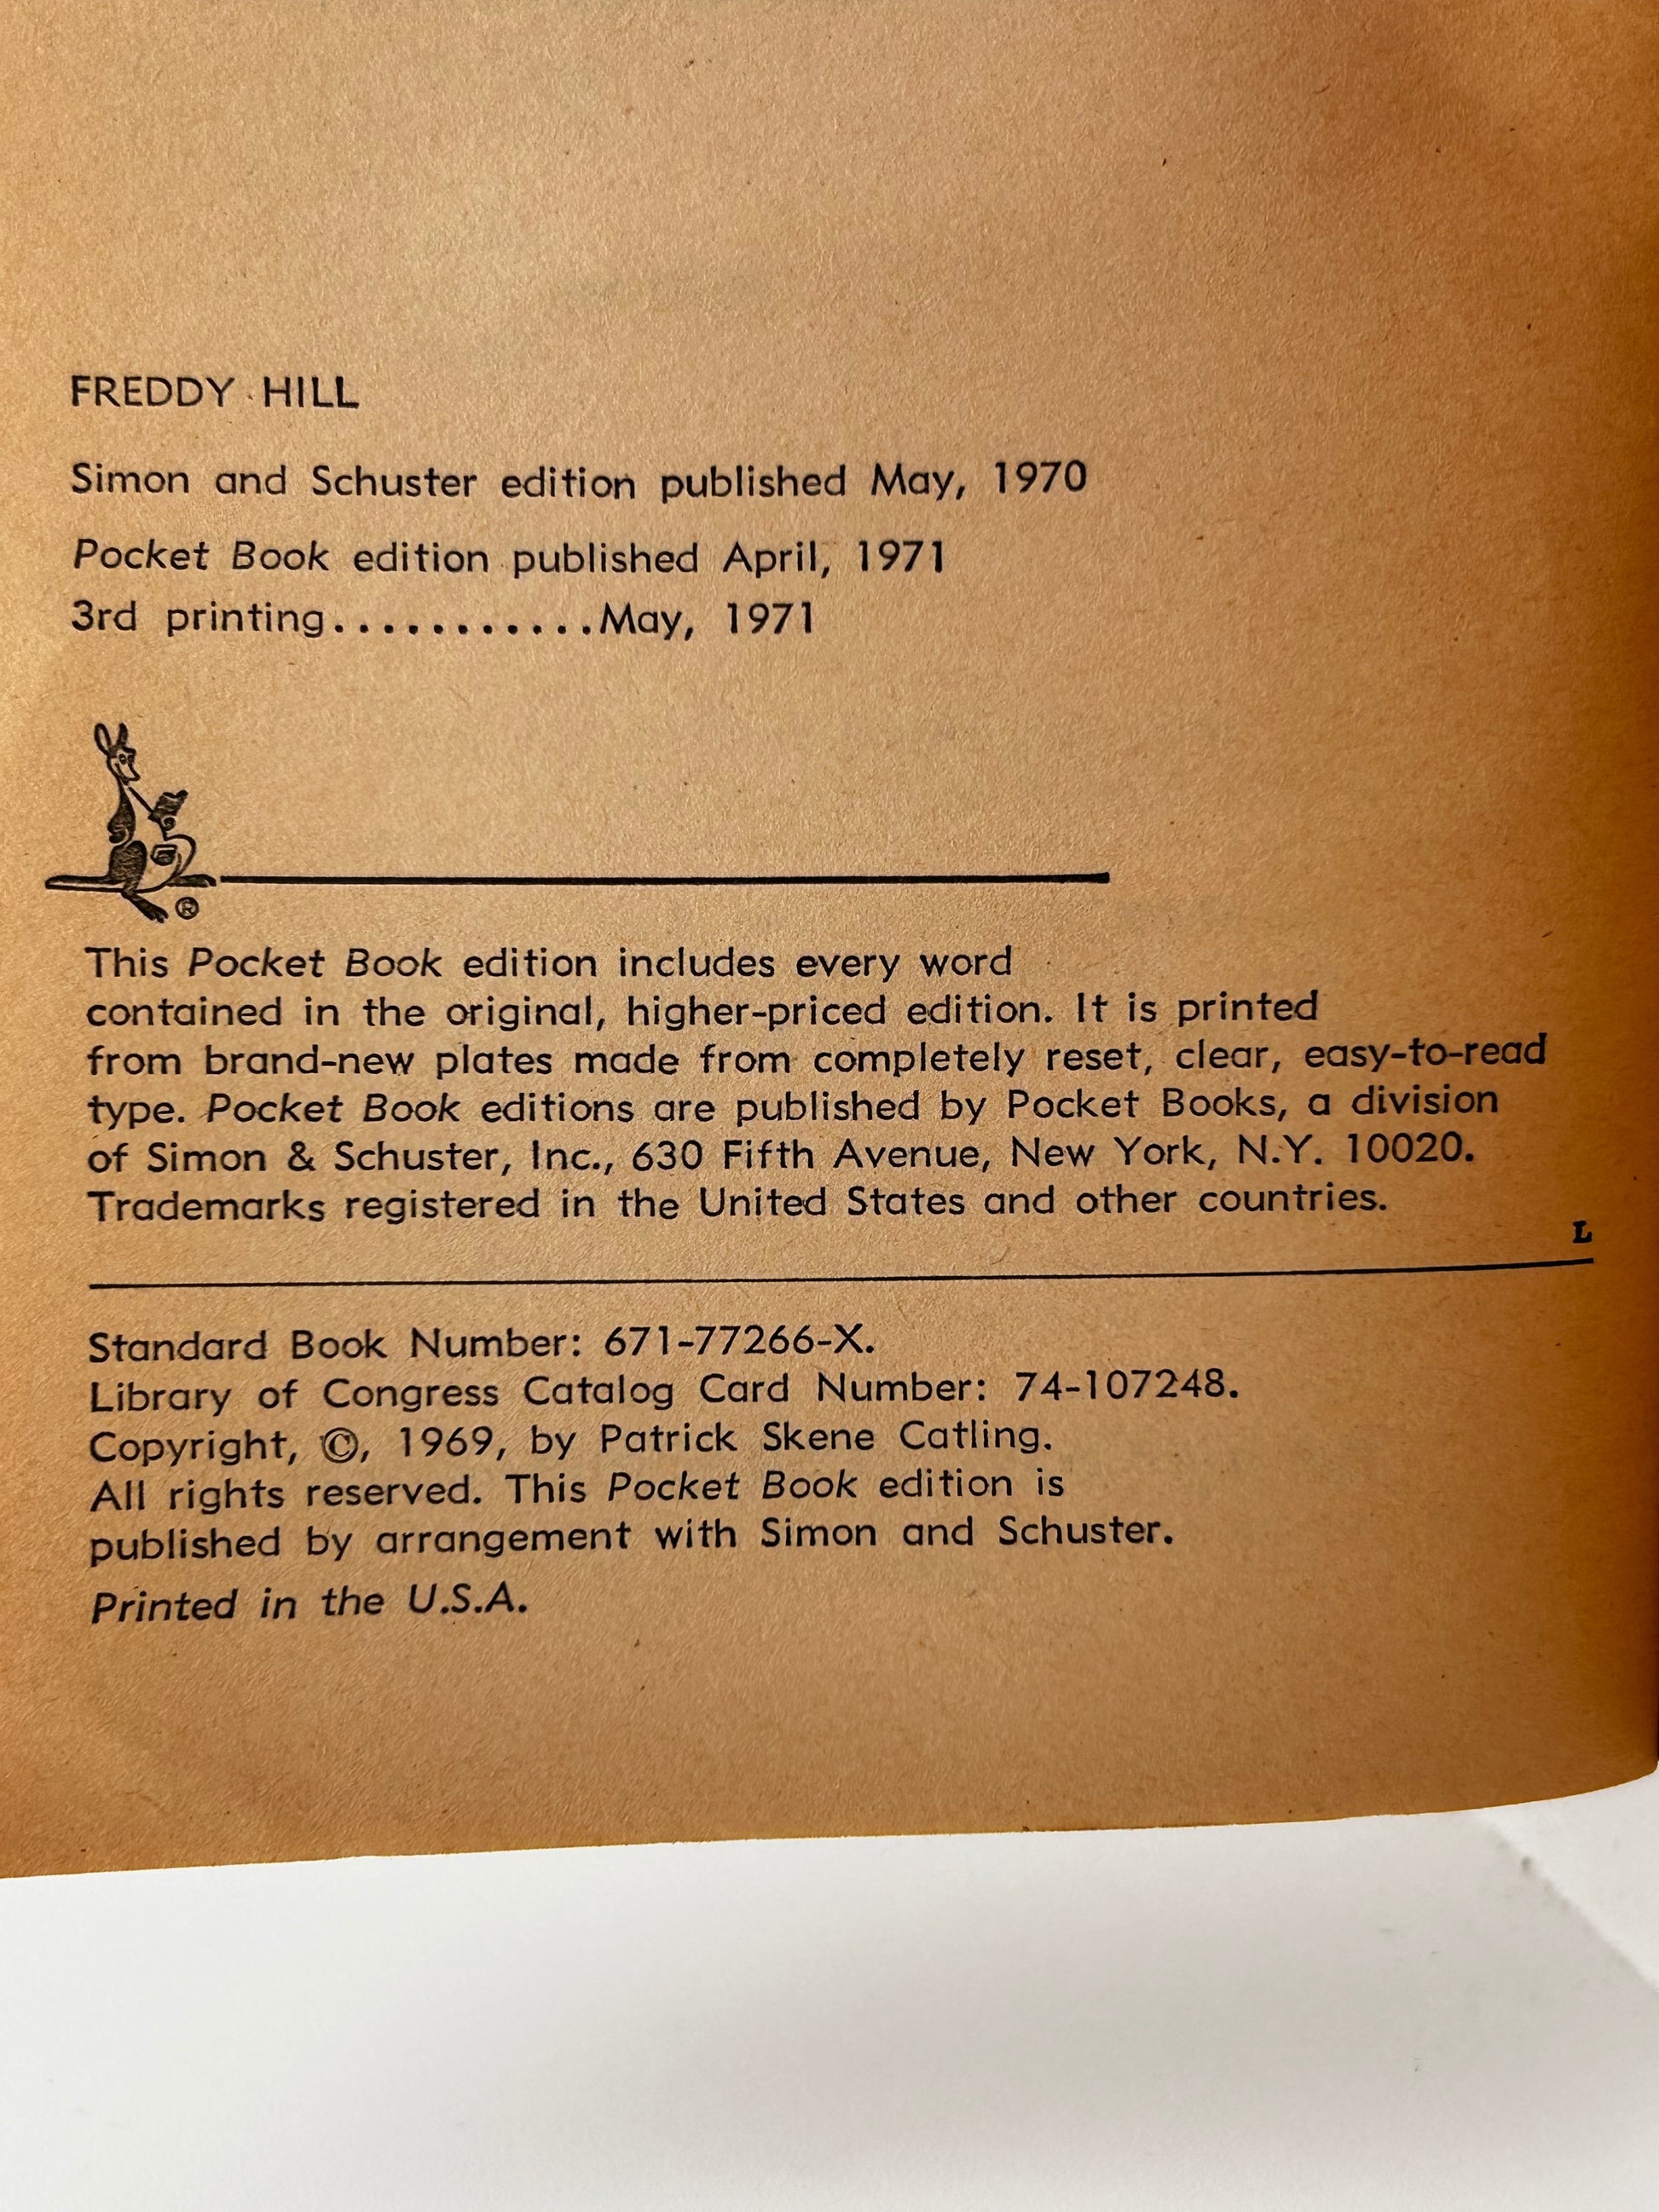 FREDDY HILL
Simon and Schuster edition published May, 1970
Pocket Book edition published April, 1971
3rd printing...........May, 1971
®
This Pocket Book edition includes every word
contained in the original, higher-priced edition. It is printed
from brand-new plates made from completely reset, clear, easy-to-read
type. Pocket Book editions are published by Pocket Books, a division
of Simon & Schuster, Inc., 630 Fifth Avenue, New York, N.Y. 10020.
Trademarks registered in the United States and other countries.
L
Standard Book Number: 671-77266-X.
Library of Congress Catalog Card Number: 74-107248.
Copyright, ©, 1969, by Patrick Skene Catling.
All rights reserved. This Pocket Book edition is
published by arrangement with Simon and Schuster.
Printed in the U.S.A.